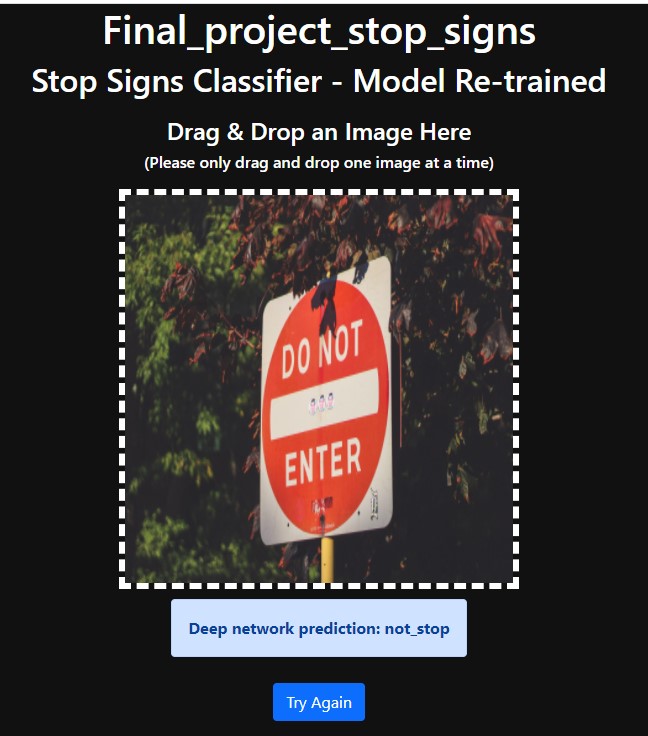 Final_project_stop_signs
Stop Signs Classifier - Model Re-trained
Drag & Drop an Image Here
(Please only drag and drop one image at a time)
DO NOT
ENTER
Deep network prediction: not_stop
Try Again